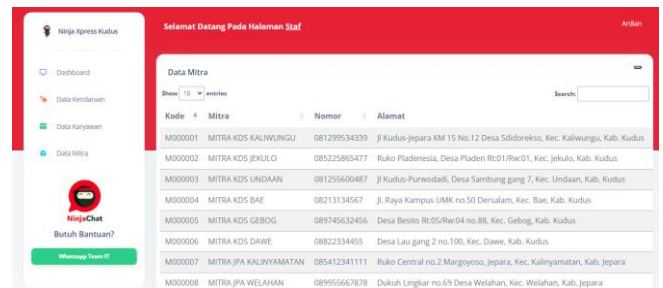 Ninja Xpress Kudus
Selamat Datang Pada Halaman Staf
Ardian
Dashboard
Data Kendaraan
Data Karyawan
Data Mitra
NinjaChat
Butuh Bantuan?
Whatsapp Team IT
Data Mitra
Show 10 entries
Search:
Kode Mitra Nomor Alamat
M000001 MITRA KDS KALIWUNGU 081299534339 Jl Kudus-Jepara KM 15 No.12 Desa Sdidorekso, Kec. Kaliwungu, Kab. Kudus
M000002 MITRA KDS JEKULO 085225865477 Ruko Pladenesia, Desa Pladen Rt:01/Rw:01, Kec. Jekulo, Kab. Kudus
M000003 MITRA KDS UNDAAN 081255600487 Jl Kudus-Purwodadi, Desa Sambung gang 7, Kec. Undaan, Kab. Kudus
M000004 MITRA KDS BAE 08213134567 Jl. Raya Kampus UMK no.50 Dersalam, Kec. Bae, Kab. Kudus
M000005 MITRA KDS GEBOG 089745632456 Desa Besito Rt:05/Rw:04 no.88, Kec. Gebog, Kab. Kudus
M000006 MITRA KDS DAWE 08822334455 Desa Lau gang 2 no.100, Kec. Dawe, Kab. Kudus
M000007 MITRA JPA KALINYAMATAN 085412341111 Ruko Central no.2 Margoyoso, Jepara, Kec. Kalinyamatan, Kab. Jepara
M000008 MITRA JPA WELAHAN 089955667878 Dukuh Lingkar no.69 Desa Welahan, Kec. Welahan, Kab. Jepara